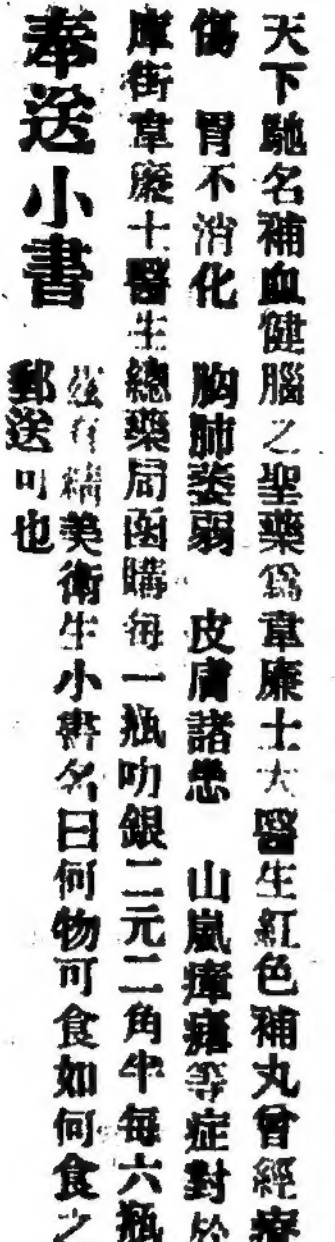 天下馳名補血健腦之聖藥為韋廉士大醫生紅色補丸曾經療
傷 胃不消化 胸肺萎弱 皮膚諸患 山嵐瘴瘧等症對於
庫街韋廉士醫生總藥局函購每一瓶叻銀二元二角半每六瓶
奉送小書
茲有精美衛生小書名曰何物可食如何食之
郵送可也